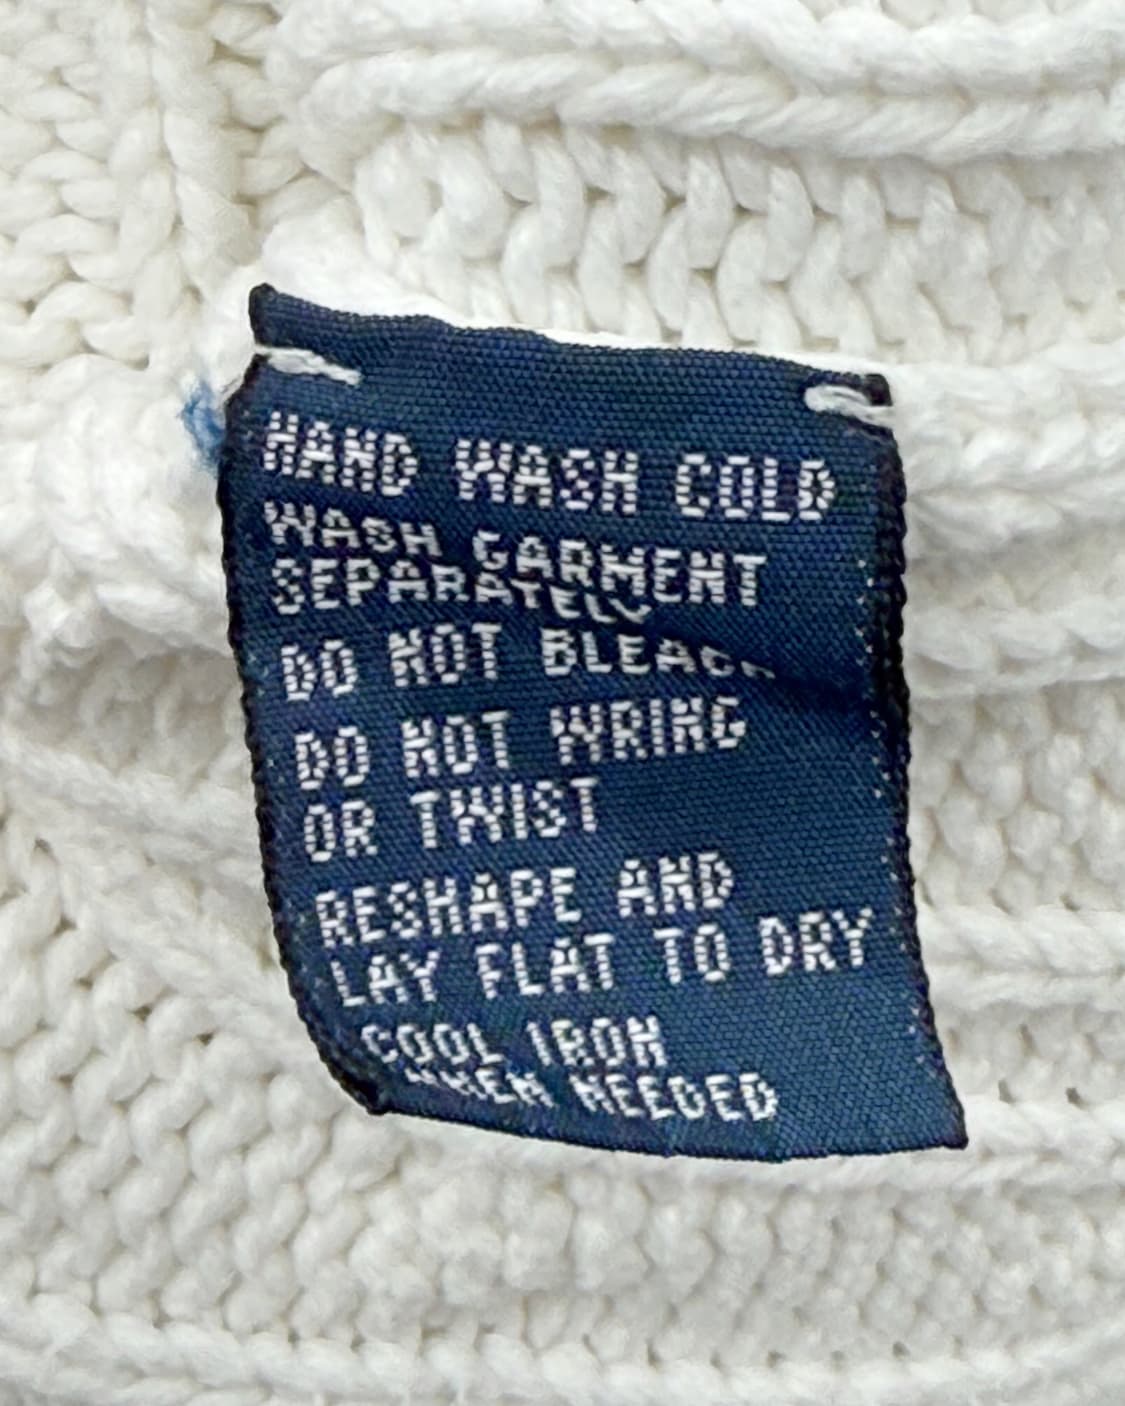 HAND WASH COLD
WASH GARMENT
SEPARATELY
DO NOT BLEACH
DO NOT WRING
OR TWIST
RESHAPE AND
LAY FLAT TO DRY
COOL IRON
WHEN NEEDED